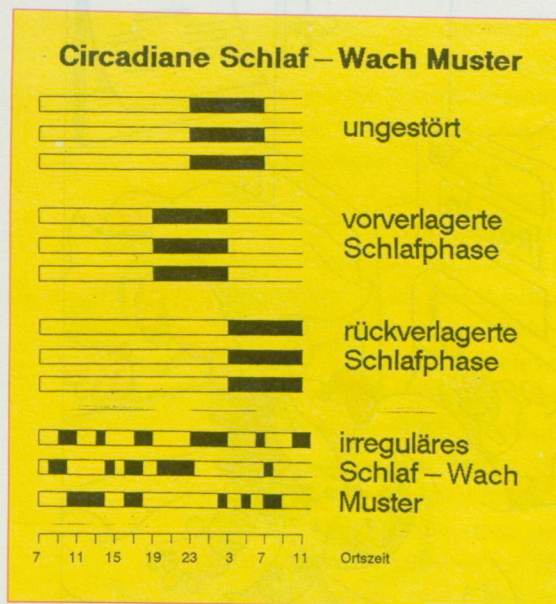 Circadiane Schlaf – Wach Muster
ungestört
vorverlagerte
Schlafphase
rückverlagerte
Schlafphase
irreguläres
Schlaf – Wach
Muster
7 11 15 19 23 3 7 11 Ortszeit